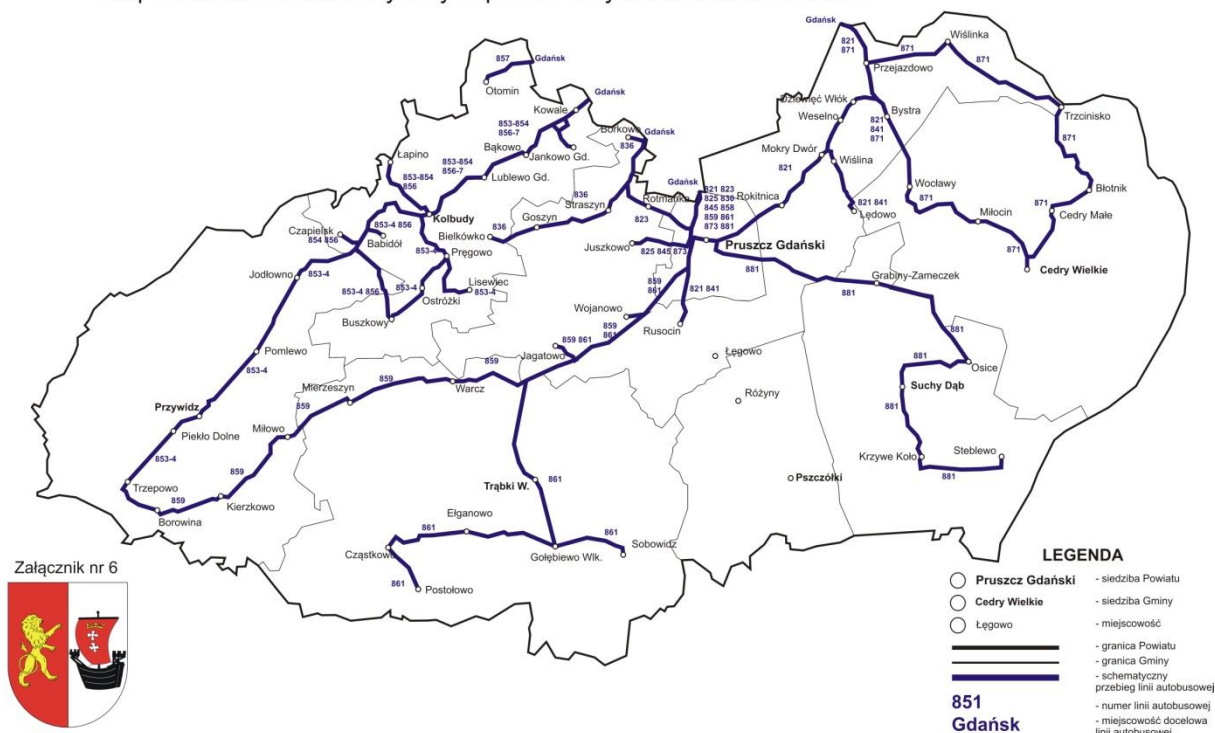 Gdańsk
821
871
871
Wiślinka
Przejazdowo
871
857
Gdańsk
Otomin
Kowale
Gdańsk
Dziewięć Włók
Bystra
Trzcinisko
853-854
856-7
Borkowo
Gdańsk
836
Weselno
821
841
871
871
Łapino
Bąkowo
Jankowo Gd.
Mokry Dwór
Wiślina
853-854
856-7
Lublewo Gd.
821
853-854
856
Gdańsk
821 823
825 836
845 858
859 861
873 881
Rokitnica
Wocławy
Błotnik
836
Straszyn
Rotmanka
871
821 841
Lędowo
871
Cedry Małe
Kolbudy
Goszyn
823
Miłocin
Czapielsk
853-4 856
Bielkówko
836
854 856
Babidół
853-4
Pręgowo
Juszkowo
825 845 873
Pruszcz Gdański
871
Cedry Wielkie
Jodłowno
853-4
881
Grabiny-Zameczek
853-4 856
853-4
Lisewiec
853-4
859
861
821 841
881
Ostróżki
Buszkowy
Wojanowo
859
861
Rusocin
881
Pomlewo
Jagatowo
859 861
Łęgowo
853-4
859
881
Osice
Mierzeszyn
859
Warcz
Suchy Dąb
Różyny
Przywidz
859
881
Piekło Dolne
Miłowo
853-4
Krzywe Koło
Steblewo
859
881
Trzepowo
Trąbki W.
861
Pszczółki
859
Kierzkowo
Borowina
Ełganowo
861
861
Sobowidz
Cząstkowo
Gołębiewo Wlk.
861
Postołowo
Załącznik nr 6
LEGENDA
Pruszcz Gdański - siedziba Powiatu
Cedry Wielkie - siedziba Gminy
Łęgowo - miejscowość
- granica Powiatu
- granica Gminy
- schematyczny
przebieg linii autobusowej
851 - numer linii autobusowej
Gdańsk - miejscowość docelowa
linii autobusowej